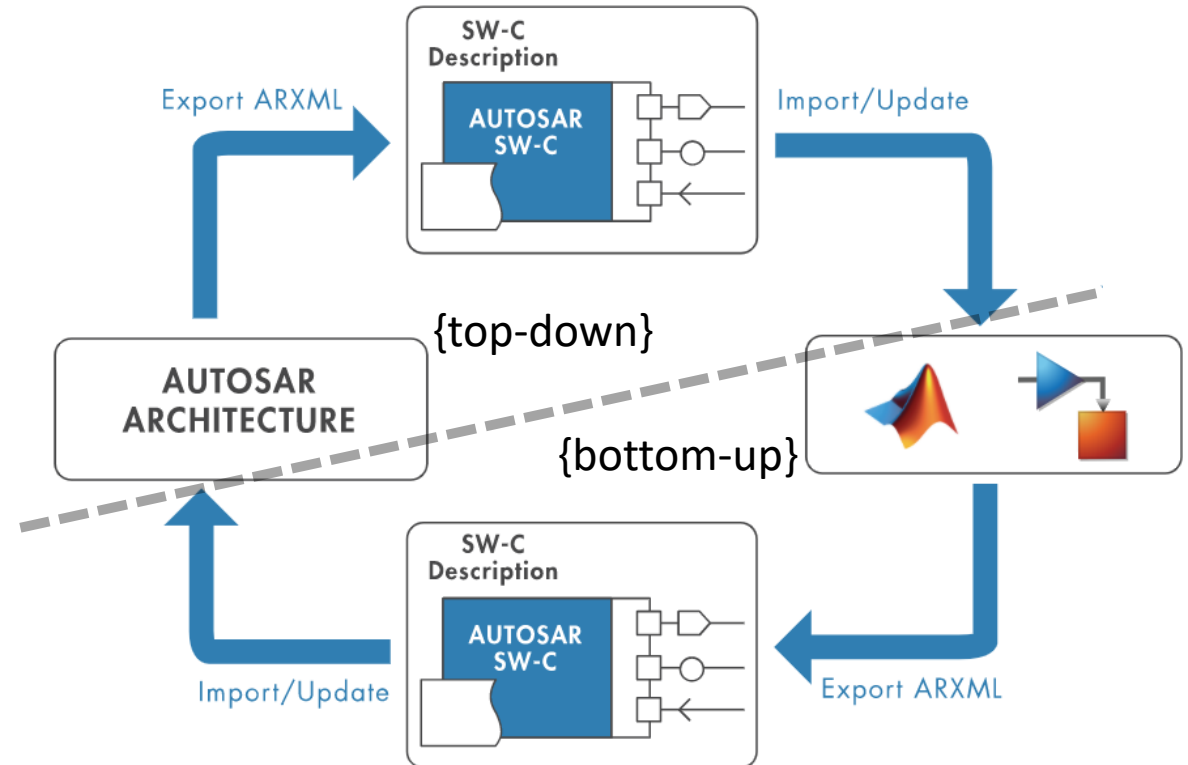 SW-C
Description
Export ARXML
AUTOSAR
SW-C
Import/Update
{top-down}
AUTOSAR
ARCHITECTURE
{bottom-up}
SW-C
Description
AUTOSAR
SW-C
Import/Update
Export ARXML